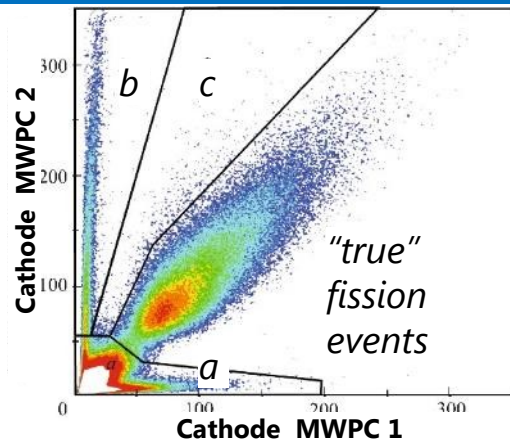 300
b
c
Cathode MWPC 2
200
"true"
fission
events
100
a
a
0
100
200
300
Cathode MWPC 1